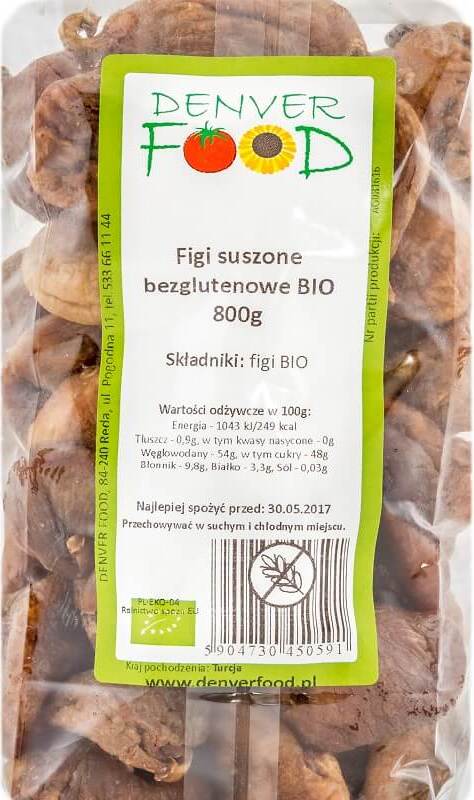 DENVER
FOOD
Figi suszone
bezglutenowe BIO
800g
Składniki: figi BIO
Wartości odżywcze w 100g:
Energia - 1043 kJ/249 kcal
Tłuszcz - 0,9g, w tym kwasy nasycone - 0g
Węglowodany - 54g, w tym cukry - 48g
Błonnik - 9,8g, Białko - 3,3g, Sól - 0,03g
Najlepiej spożyć przed: 30.05.2017
Przechowywać w suchym i chłodnym miejscu.
PL-EKO-04
Rolnictwo spoza EU
5 904730 450591
Kraj pochodzenia: Turcja
www.denverfood.pl
DENVER FOOD, 84-240 Reda, ul. Pogodna 11, tel 533 66 11 44
Nr partii produkcji: